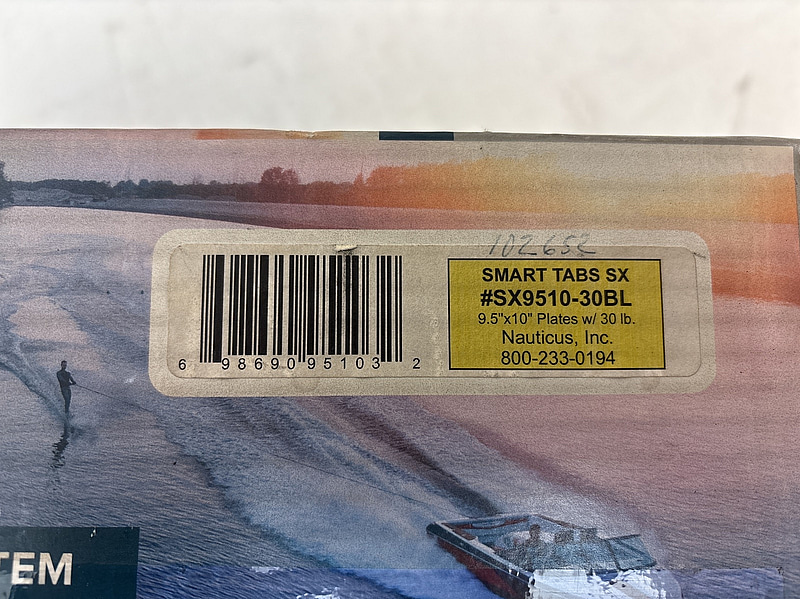 102652
SMART TABS SX
#SX9510-30BL
9.5"x10" Plates w/ 30 lb.
Nauticus, Inc.
800-233-0194
6 98690 95103 2
TEM